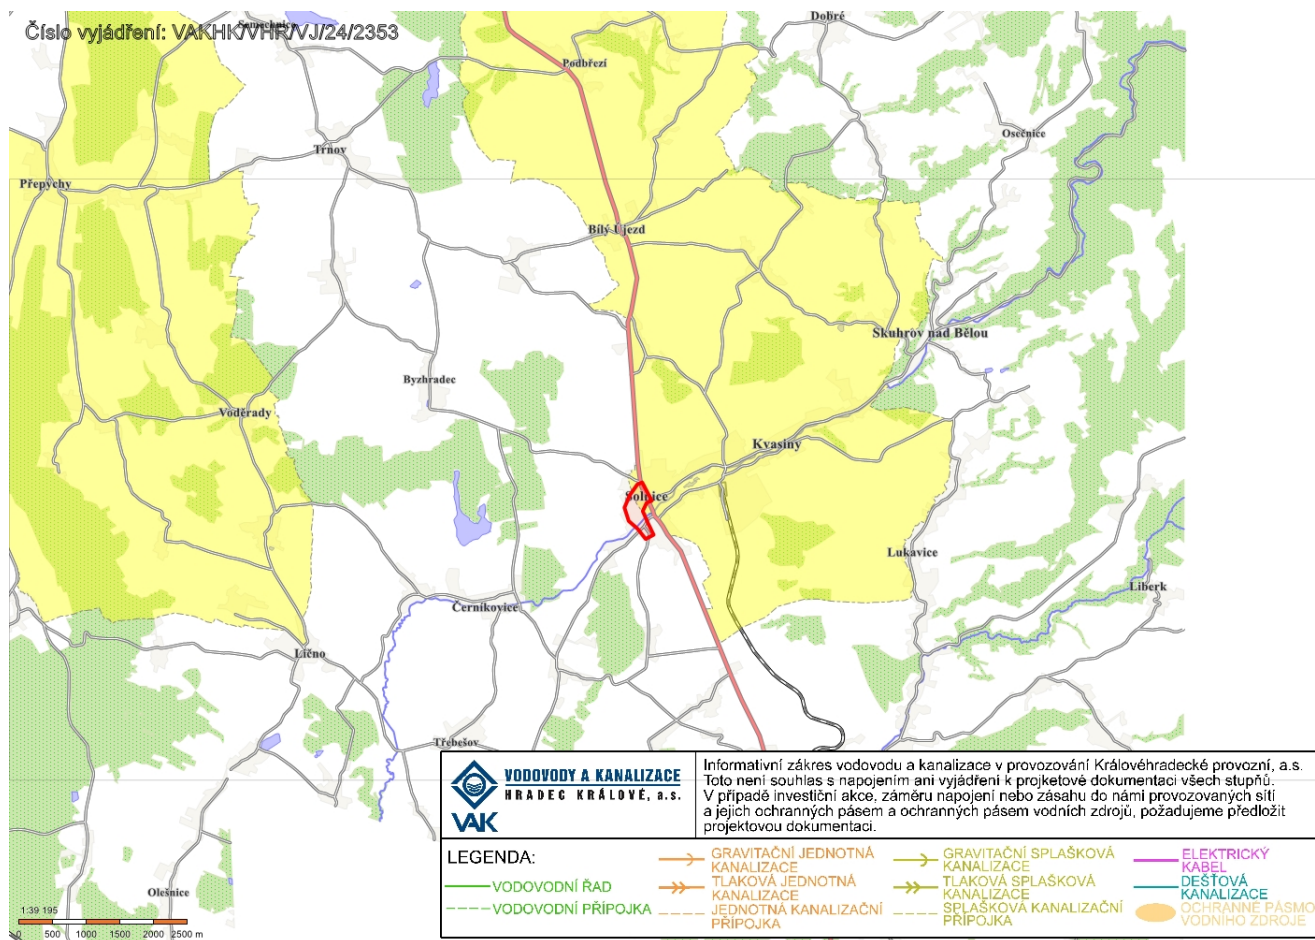 Číslo vyjádření: VAKHK/VHR/VJ/24/2353
Semechnice
Dobré
Podbřezí
Osečnice
Trnov
Přepychy
Bílý Újezd
Skuhrov nad Bělou
Byzhradec
Voděrady
Kvasiny
Solnice
Lukavice
Liberk
Černíkovice
Lično
Třebešov
Olešnice
1:39 195
0 500 1000 1500 2000 2500 m
VODOVODY A KANALIZACE
HRADEC KRÁLOVÉ, a.s.
VAK
Informativní zákres vodovodu a kanalizace v provozování Královéhradecké provozní, a.s.
Toto není souhlas s napojením ani vyjádření k projketové dokumentaci všech stupňů.
V případě investiční akce, záměru napojení nebo zásahu do námi provozovaných sítí
a jejich ochranných pásem a ochranných pásem vodních zdrojů, požadujeme předložit
projektovou dokumentaci.
LEGENDA:
VODOVODNÍ ŘAD
VODOVODNÍ PŘÍPOJKA
GRAVITAČNÍ JEDNOTNÁ
KANALIZACE
TLAKOVÁ JEDNOTNÁ
KANALIZACE
JEDNOTNÁ KANALIZAČNÍ
PŘÍPOJKA
GRAVITAČNÍ SPLAŠKOVÁ
KANALIZACE
TLAKOVÁ SPLAŠKOVÁ
KANALIZACE
SPLAŠKOVÁ KANALIZAČNÍ
PŘÍPOJKA
ELEKTRICKÝ
KABEL
DEŠŤOVÁ
KANALIZACE
OCHRANNÉ PÁSMO
VODNÍHO ZDROJE